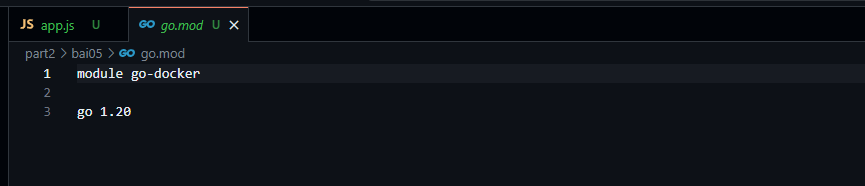 JS app.js U GO go.mod U ×
part2 > bai05 > GO go.mod
1 module go-docker
2
3 go 1.20